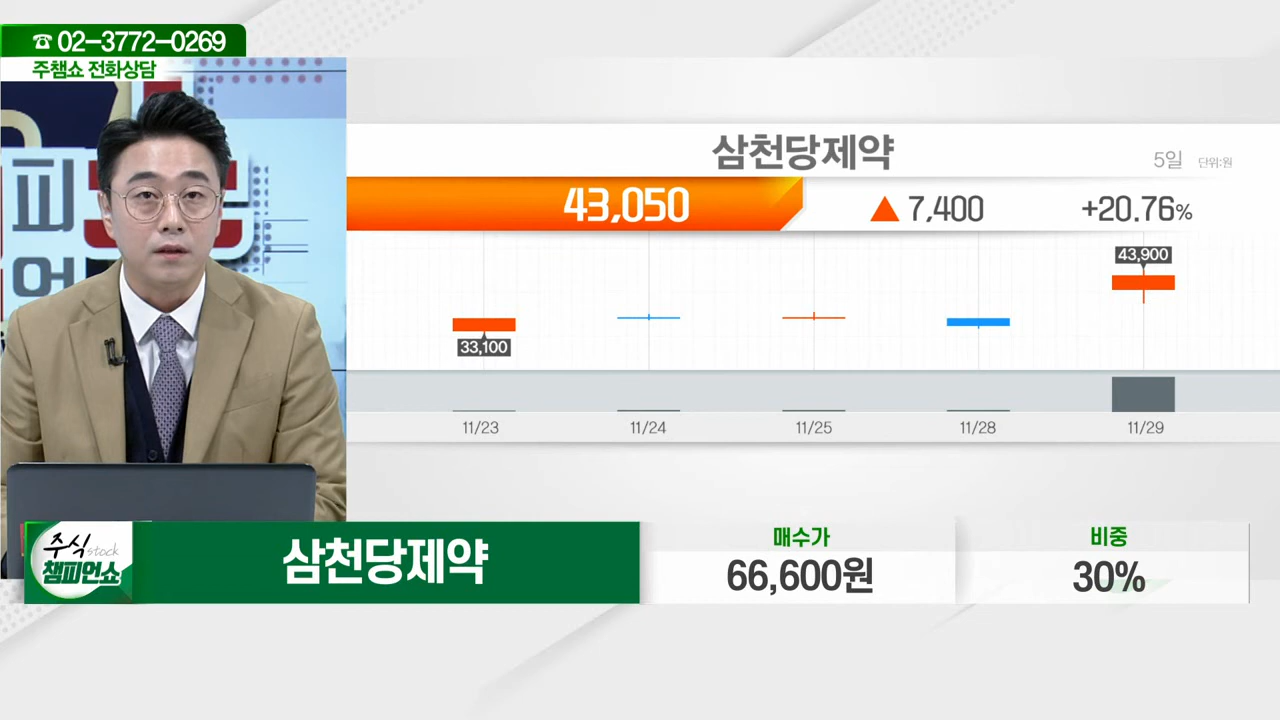 ☎ 02-3772-0269
주챔쇼 전화상담
피
어
삼천당제약
5일 단위:원
43,050 ▲ 7,400 +20.76%
43,900
33,100
11/23 11/24 11/25 11/28 11/29
주식 stock
챔피언쇼
삼천당제약
매수가
66,600원
비중
30%